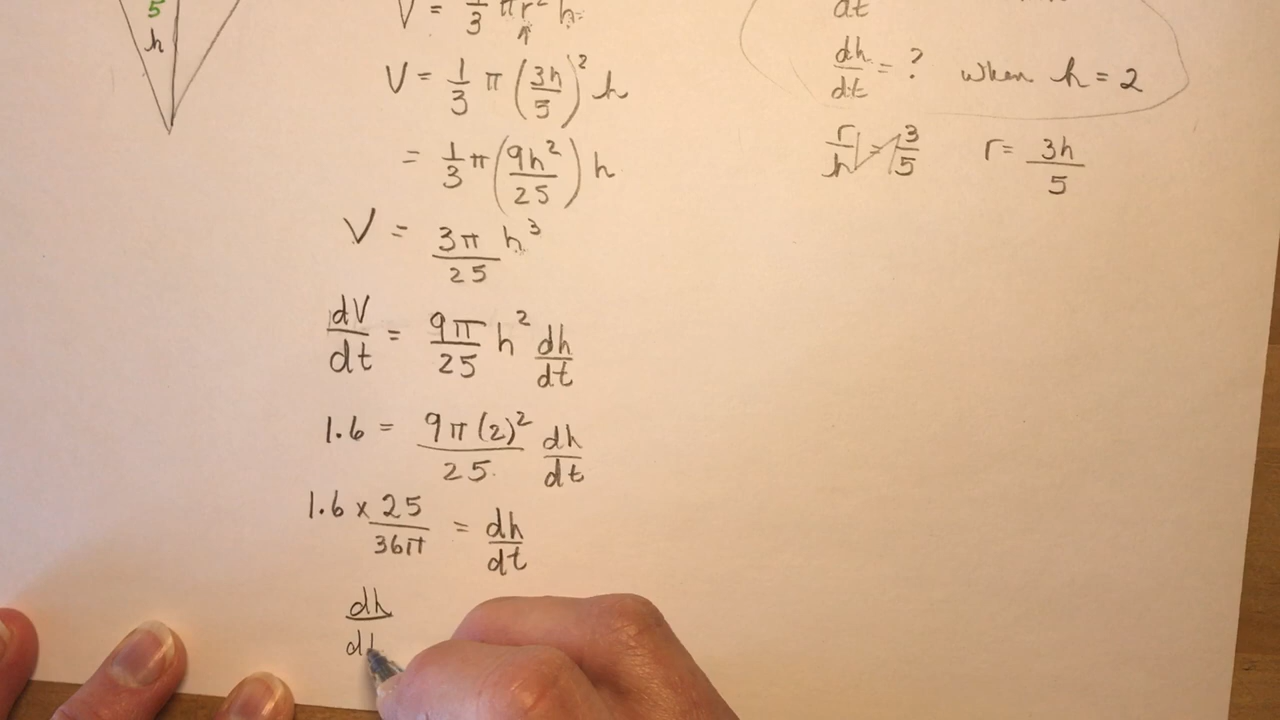 5
h
V = 1/3 πr² h
V = 1/3 π (3h/5)² h
= 1/3 π (9h²/25) h
V = 3π/25 h³
dV/dt = 9π/25 h² dh/dt
1.6 = 9π(2)²/25 dh/dt
1.6 x 25/36π = dh/dt
dh/dt
dt
dh/dt = ? when h = 2
r/h = 3/5 r = 3h/5